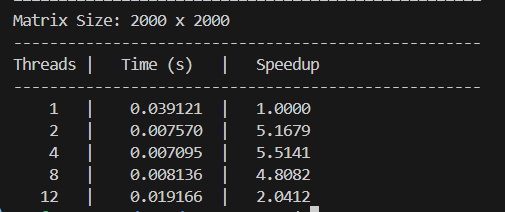 Matrix Size: 2000 x 2000
--------------------------------------------------
Threads |   Time (s)   |   Speedup
--------------------------------------------------
    1   |    0.039121  |   1.0000
    2   |    0.007570  |   5.1679
    4   |    0.007095  |   5.5141
    8   |    0.008136  |   4.8082
   12   |    0.019166  |   2.0412